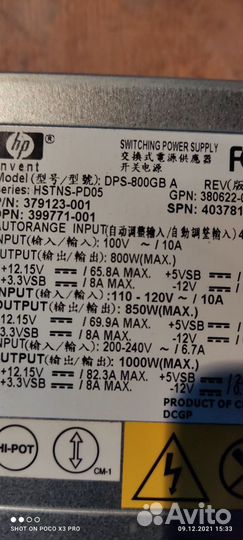 hp
invent
SWITCHING POWER SUPPLY
交換式電源供應器
开关电源
Model(型号/型號): DPS-800GB A
REV(版
Series: HSTNS-PD05
GPN: 380622-
P/N: 379123-001
SPN: 403781
OPN: 399771-001
AUTORANGE INPUT(自动調整输入/自動調整輸入)
INPUT(输入/輸入): 100V ~ / 10A
OUTPUT(输出/輸出): 800W(MAX.)
+12.15V / 65.8A (MAX.) +5VSB
+3.3VSB / 8A (MAX.) -12V
INPUT(输入/輸入): 110 - 120V ~ / 10A
OUTPUT(输出/輸出): 850W(MAX.)
+12.15V / 69.9A (MAX.) +5VSB
+3.3VSB / 8A (MAX.) -12V
INPUT(输入/輸入): 200-240V ~ / 6.7A
OUTPUT(输出/輸出): 1000W(MAX.)
+12.15V / 82.3A (MAX.) +5VSB
+3.3VSB / 8A (MAX.) -12V
PRODUCT OF C
DCGP
HI-POT
CM-1
SHOT ON POCO X3 PRO
09.12.2021 15:33
Avito